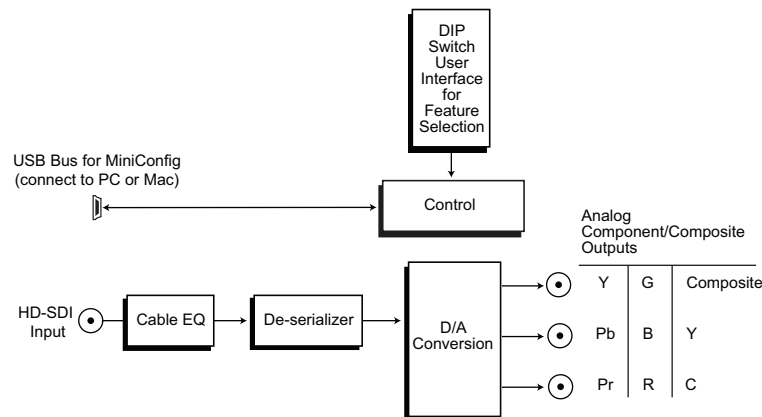 DIP
Switch
User
Interface
for
Feature
Selection
USB Bus for MiniConfig
(connect to PC or Mac)
Control
Analog
Component/Composite
Outputs
Y G Composite
HD-SDI
Input
Cable EQ
De-serializer
D/A
Conversion
Pb B Y
Pr R C